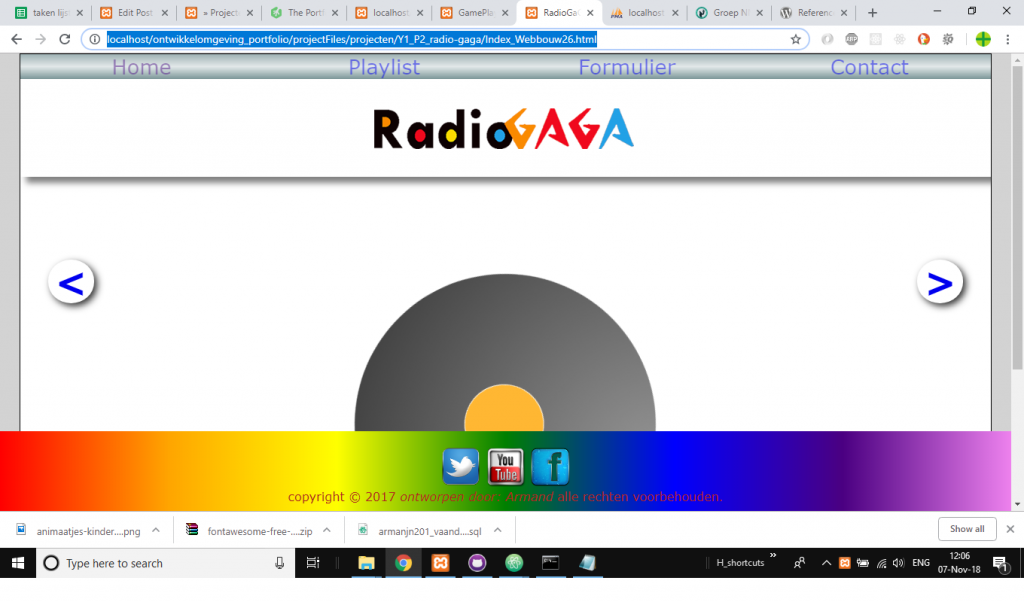 taken lijs
Edit Post
» Project
The Portf
localhost
GamePla
RadioGa
localhost
Groep N
Referenc
localhost/ontwikkelomgeving_portfolio/projectFiles/projecten/Y1_P2_radio-gaga/Index_Webbouw26.html
Home Playlist Formulier Contact
RadioGAGA
< >
You
Tube
f
copyright © 2017 ontworpen door: Armand alle rechten voorbehouden.
animaatjes-kinder....png fontawesome-free-....zip armanjn201_vaand....sql Show all
Type here to search
H_shortcuts
ENG
12:06
07-Nov-18
1